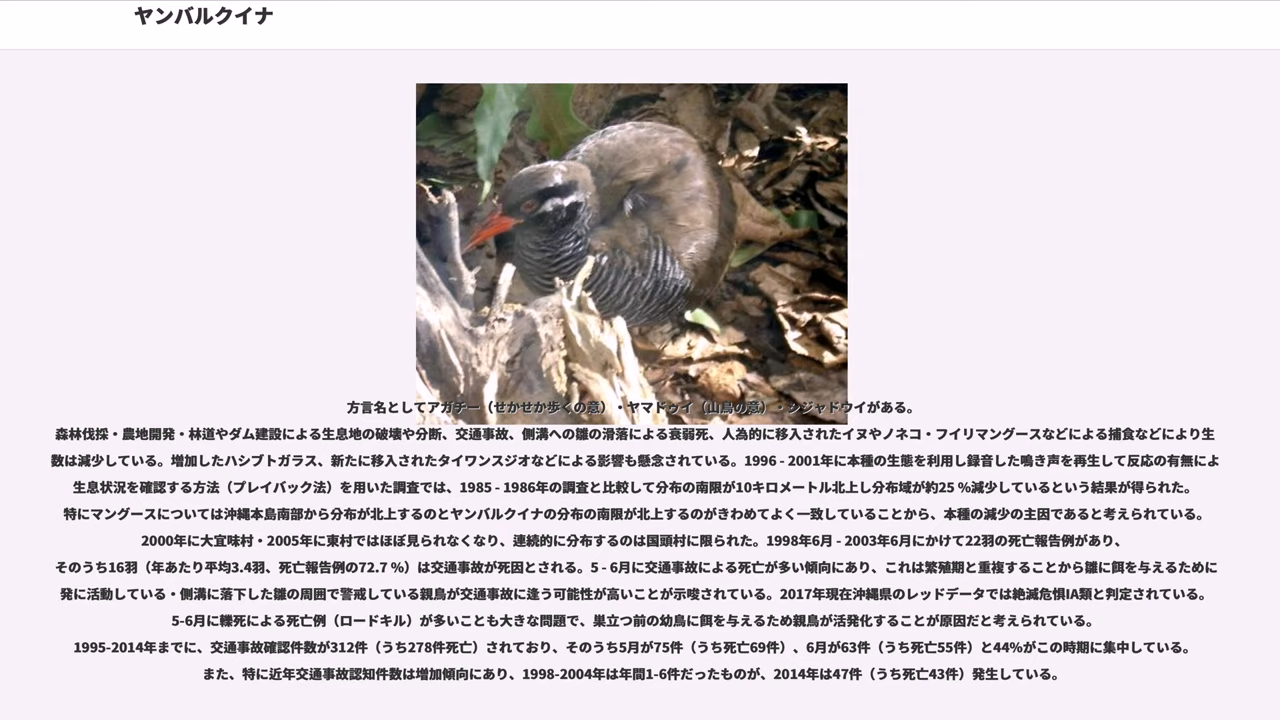 ヤンバルクイナ
方言名としてアガチー（せかせか歩くの意）・ヤマドゥイ（山鳥の意）・シジャドゥイがある。
森林伐採・農地開発・林道やダム建設による生息地の破壊や分断、交通事故、側溝への雛の滑落による衰弱死、人為的に移入されたイヌやノネコ・フイリマングースなどによる捕食などにより生
数は減少している。増加したハシブトガラス、新たに移入されたタイワンスジオなどによる影響も懸念されている。1996 - 2001年に本種の生態を利用し録音した鳴き声を再生して反応の有無によ
生息状況を確認する方法（プレイバック法）を用いた調査では、1985 - 1986年の調査と比較して分布の南限が10キロメートル北上し分布域が約25 %減少しているという結果が得られた。
特にマングースについては沖縄本島南部から分布が北上するのとヤンバルクイナの分布の南限が北上するのがきわめてよく一致していることから、本種の減少の主因であると考えられている。
2000年に大宜味村・2005年に東村ではほぼ見られなくなり、連続的に分布するのは国頭村に限られた。1998年6月 - 2003年6月にかけて22羽の死亡報告例があり、
そのうち16羽（年あたり平均3.4羽、死亡報告例の72.7 %）は交通事故が死因とされる。5 - 6月に交通事故による死亡が多い傾向にあり、これは繁殖期と重複することから雛に餌を与えるために
発に活動している・側溝に落下した雛の周囲で警戒している親鳥が交通事故に逢う可能性が高いことが示唆されている。2017年現在沖縄県のレッドデータでは絶滅危惧IA類と判定されている。
5-6月に轢死による死亡例（ロードキル）が多いことも大きな問題で、巣立つ前の幼鳥に餌を与えるため親鳥が活発化することが原因だと考えられている。
1995-2014年までに、交通事故確認件数が312件（うち278件死亡）されており、そのうち5月が75件（うち死亡69件）、6月が63件（うち死亡55件）と44%がこの時期に集中している。
また、特に近年交通事故認知件数は増加傾向にあり、1998-2004年は年間1-6件だったものが、2014年は47件（うち死亡43件）発生している。